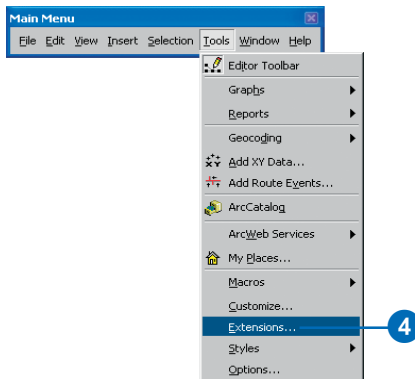 Main Menu
File Edit View Insert Selection Tools Window Help
Editor Toolbar
Graphs
Reports
Geocoding
Add XY Data...
Add Route Events...
ArcCatalog
ArcWeb Services
My Places...
Macros
Customize...
Extensions... 4
Styles
Options...